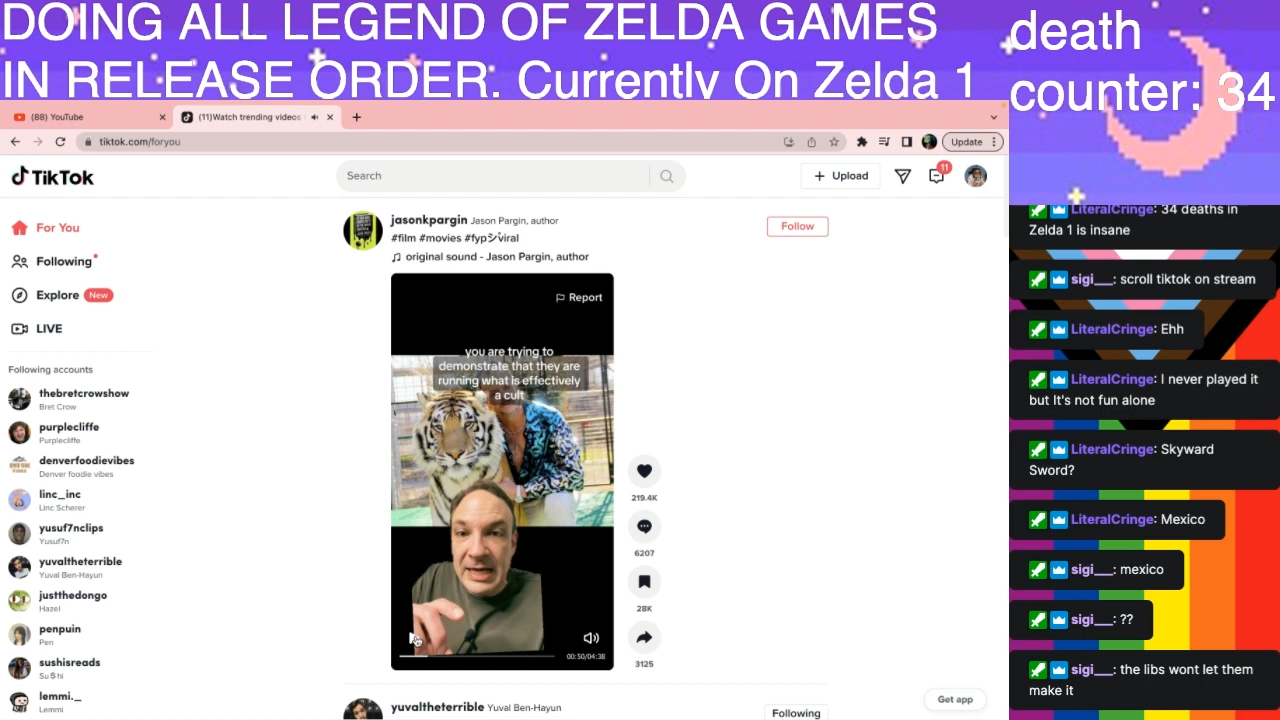 DOING ALL LEGEND OF ZELDA GAMES
IN RELEASE ORDER. Currently On Zelda 1
death
counter: 34
(88) YouTube
(11)Watch trending videos
tiktok.com/foryou
Update
TikTok
Search
Upload
11
For You
Following
Explore New
LIVE
Following accounts
thebretcrowshow
Bret Crow
purplecliffe
Purplecliffe
denverfoodievibes
Denver foodie vibes
linc_inc
Linc Scherer
yusuf7nclips
Yusuf7n
yuvaltheterrible
Yuval Ben-Hayun
justthedongo
Hazel
penpuin
Pen
sushisreads
lemmi._
Lemmi
jasonkpargin Jason Pargin, author
#film #movies #fypシ゚viral
original sound - Jason Pargin, author
Follow
Report
you are trying to
demonstrate that they are
running what is effectively
a cult
00:50/04:38
219.4K
6207
28K
3125
yuvaltheterrible Yuval Ben-Hayun
Following
Get app
LiteralCringe: 34 deaths in
Zelda 1 is insane
sigi__: scroll tiktok on stream
LiteralCringe: Ehh
LiteralCringe: I never played it
but It's not fun alone
LiteralCringe: Skyward
Sword?
LiteralCringe: Mexico
sigi__: mexico
sigi__: ??
sigi__: the libs wont let them
make it